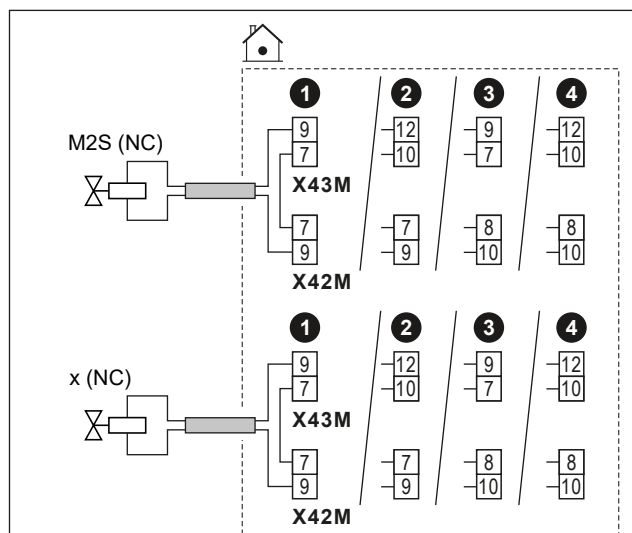 1 2 3 4
9 12 9 12
M2S (NC)
7 10 7 10
X43M
7 7 8 8
9 9 10 10
X42M
1 2 3 4
9 12 9 12
x (NC)
7 10 7 10
X43M
7 7 8 8
9 9 10 10
X42M